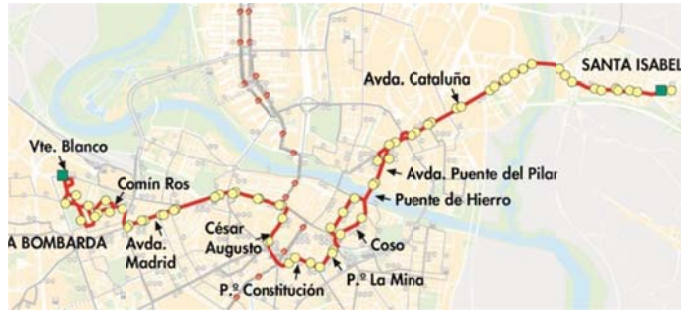 SANTA ISABEL
Avda. Cataluña
Vte. Blanco
Comín Ros
Avda. Puente del Pilar
Puente de Hierro
A BOMBARDA
Avda.
Madrid
César
Augusto
Coso
P.º Constitución
P.º La Mina